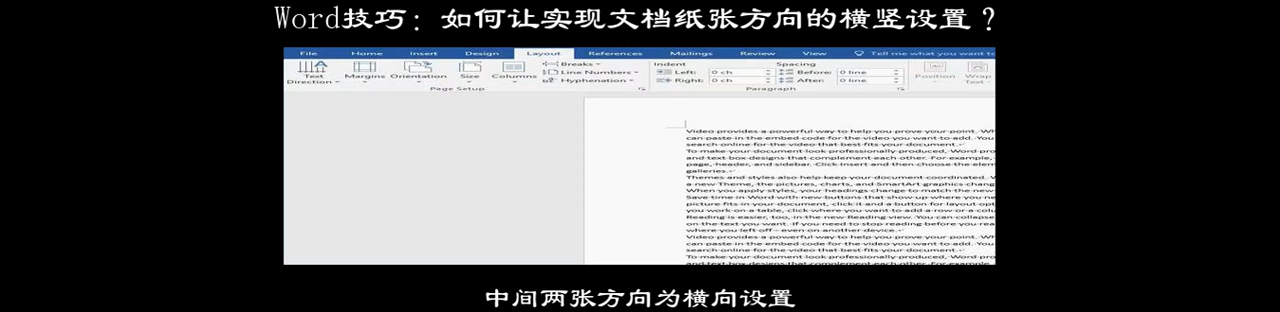 Word技巧：如何让实现文档纸张方向的横竖设置？
File Home Insert Design Layout References Mailings Review View Tell me what you want to
Breaks Indent Spacing
Line Numbers Left: 0 ch Before: 0 line
Text Direction Margins Orientation Size Columns Hyphenation Right: 0 ch After: 0 line Position Wrap Text
Page Setup Paragraph
Video provides a powerful way to help you prove your point. Wh
can paste in the embed code for the video you want to add. You
search online for the video that best fits your document.
To make your document look professionally produced, Word pro
and text box designs that complement each other. For example,
page, header, and sidebar. Click Insert and then choose the elem
galleries.
Themes and styles also help keep your document coordinated. W
a new Theme, the pictures, charts, and SmartArt graphics chang
When you apply styles, your headings change to match the new
Save time in Word with new buttons that show up where you ne
picture fits in your document, click it and a button for layout opt
you work on a table, click where you want to add a row or a colu
Reading is easier, too, in the new Reading view. You can collapse
on the text you want. If you need to stop reading before you rea
where you left off - even on another device.
Video provides a powerful way to help you prove your point. Wh
can paste in the embed code for the video you want to add. You
search online for the video that best fits your document.
To make your document look professionally produced, Word pro
and text box designs that complement each other. For example
中间两张方向为横向设置